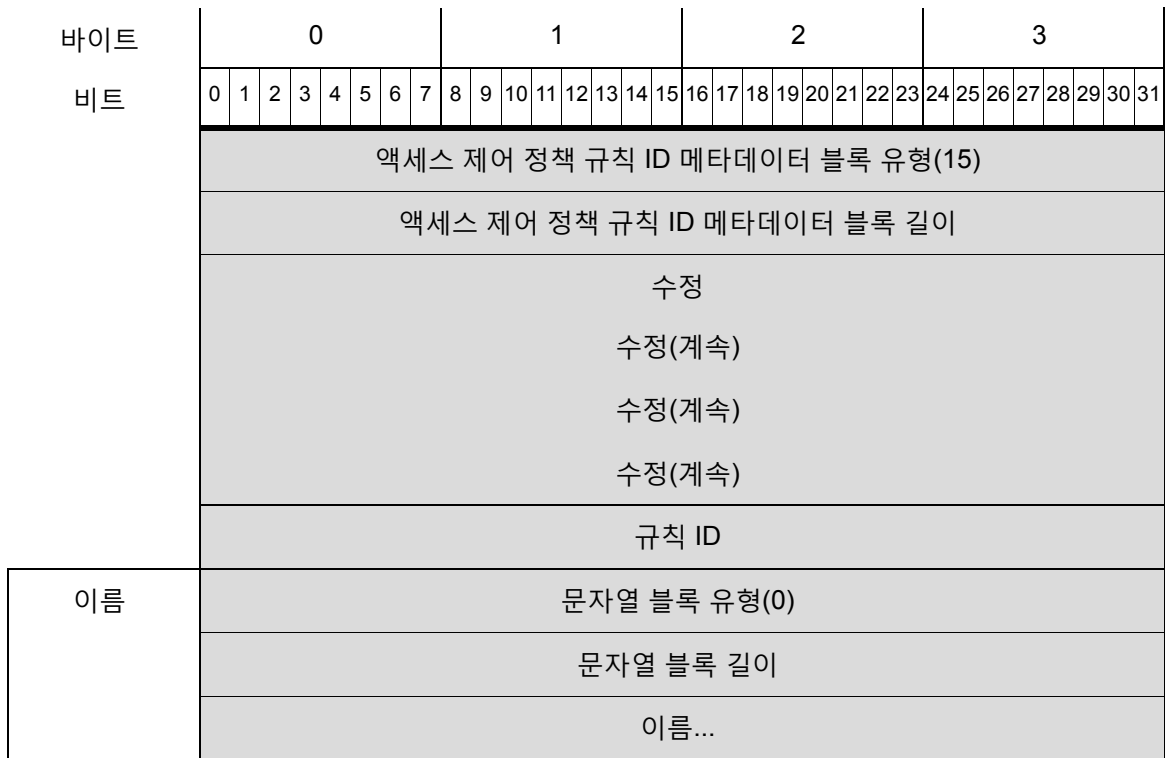 바이트 0 1 2 3
비트 0 1 2 3 4 5 6 7 8 9 10 11 12 13 14 15 16 17 18 19 20 21 22 23 24 25 26 27 28 29 30 31
액세스 제어 정책 규칙 ID 메타데이터 블록 유형(15)
액세스 제어 정책 규칙 ID 메타데이터 블록 길이
수정
수정(계속)
수정(계속)
수정(계속)
규칙 ID
이름 문자열 블록 유형(0)
문자열 블록 길이
이름...